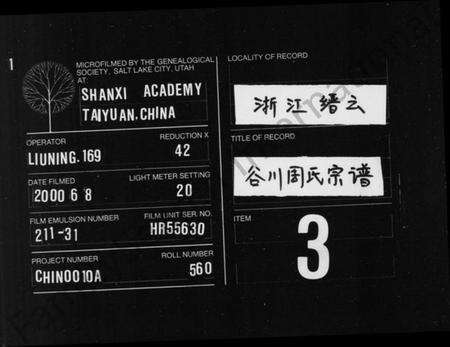 1
MICROFILMED BY THE GENEALOGICAL
SOCIETY, SALT LAKE CITY, UTAH
AT
SHANXI ACADEMY
TAIYUAN.CHINA
OPERATOR
LIUNING.169
REDUCTION X
42
DATE FILMED
2000 6 8
LIGHT METER SETTING
20
FILM EMULSION NUMBER
211-31
FILM UNIT SER. NO.
HR55630
PROJECT NUMBER
CHINOO10A
ROLL NUMBER
560
LOCALITY OF RECORD
浙江缙云
TITLE OF RECORD
谷川周氏宗谱
ITEM
3